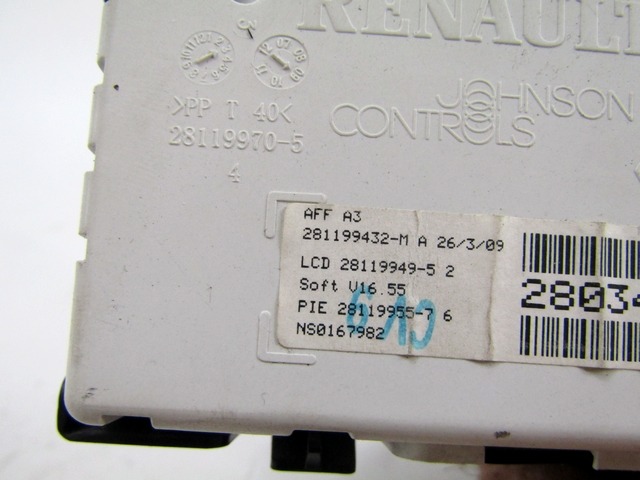 RENAULT
>PP T 40<
28119970-5
4
JOHNSON
CONTROLS
AFF A3
281199432-M A 26/3/09
LCD 28119949-5 2
Soft V16.55
PIE 28119955-7 6
NS0167982
28034